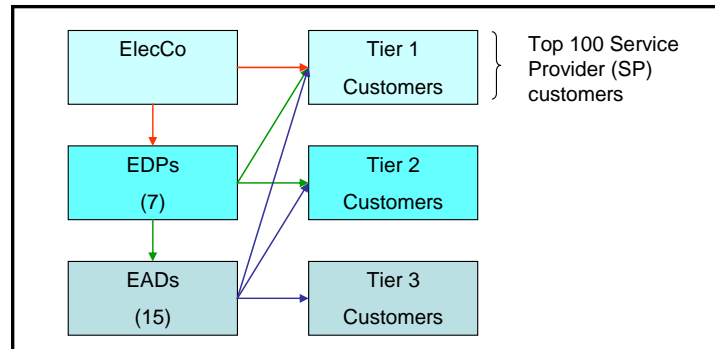 ElecCo
Tier 1
Customers
Top 100 Service
Provider (SP)
customers
EDPs
(7)
Tier 2
Customers
EADs
(15)
Tier 3
Customers